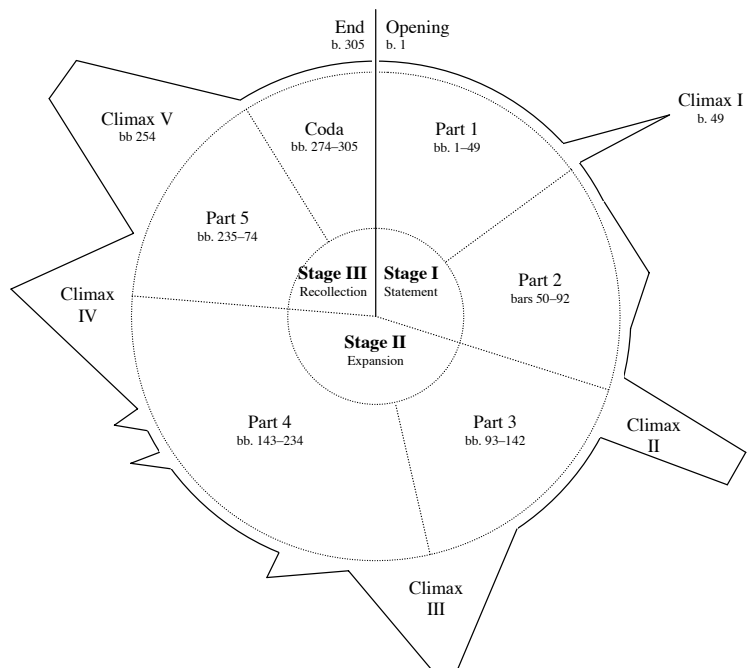 End
b. 305
Opening
b. 1
Climax I
b. 49
Part 1
bb. 1–49
Part 2
bars 50–92
Climax
II
Part 3
bb. 93–142
Climax
III
Part 4
bb. 143–234
Climax
IV
Part 5
bb. 235–74
Climax V
bb 254
Coda
bb. 274–305
Stage I
Statement
Stage II
Expansion
Stage III
Recollection